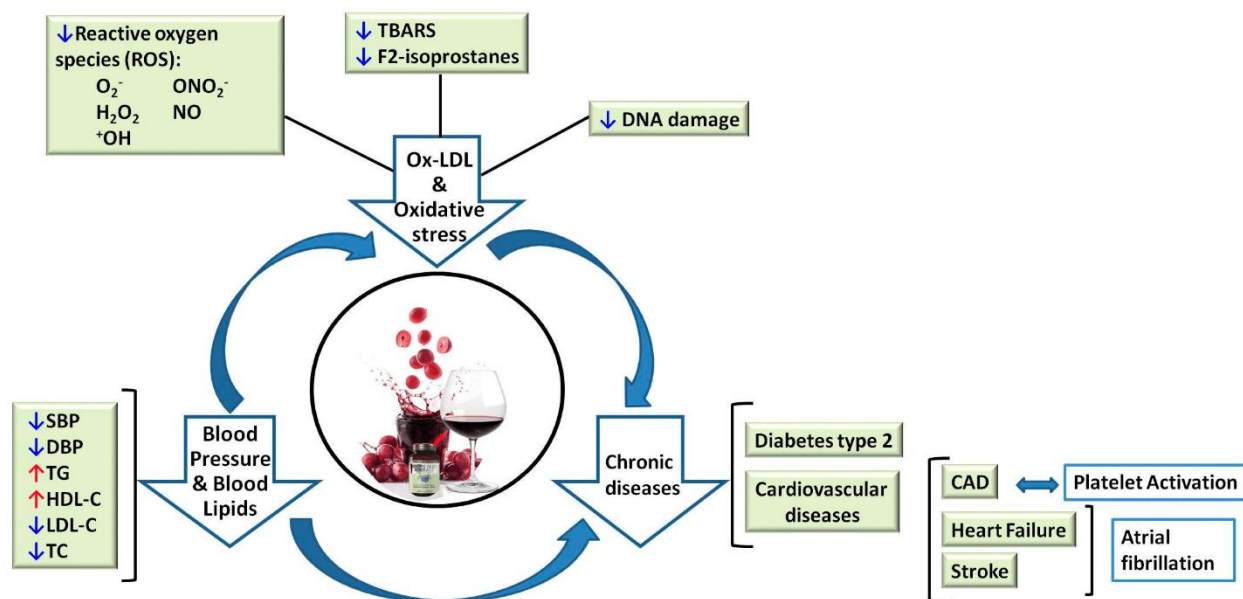 ↓Reactive oxygen
species (ROS):
O₂⁻ ONO₂⁻
H₂O₂ NO
⁺OH
↓ TBARS
↓ F2-isoprostanes
↓ DNA damage
Ox-LDL
&
Oxidative
stress
↓SBP
↓DBP
↑TG
↑HDL-C
↓LDL-C
↓TC
Blood
Pressure
& Blood
Lipids
Chronic
diseases
Diabetes type 2
Cardiovascular
diseases
CAD
Platelet Activation
Heart Failure
Stroke
Atrial
fibrillation